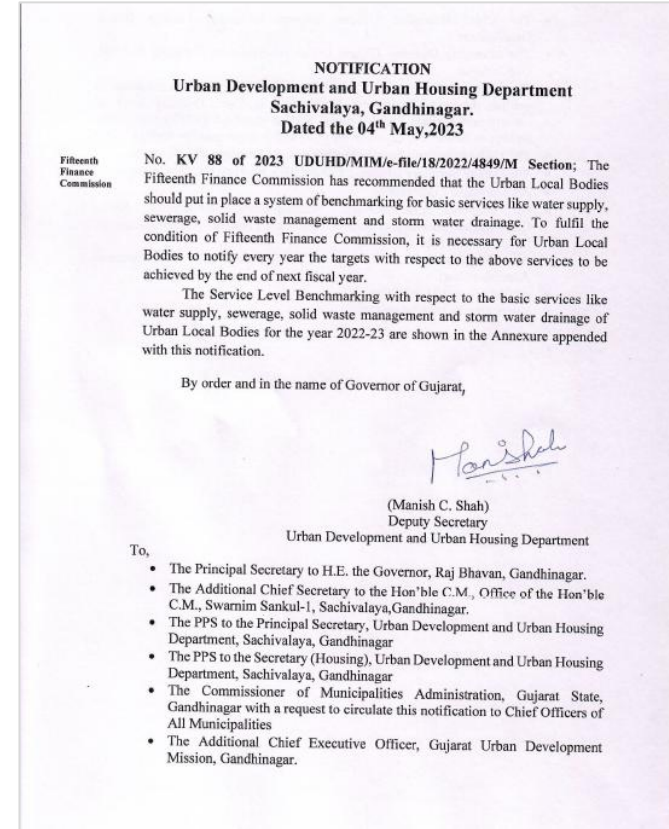 NOTIFICATION
Urban Development and Urban Housing Department
Sachivalaya, Gandhinagar.
Dated the 04th May,2023
Fifteenth
Finance
Commission
No. KV 88 of 2023 UDUHD/MIM/e-file/18/2022/4849/M Section; The
Fifteenth Finance Commission has recommended that the Urban Local Bodies
should put in place a system of benchmarking for basic services like water supply,
sewerage, solid waste management and storm water drainage. To fulfil the
condition of Fifteenth Finance Commission, it is necessary for Urban Local
Bodies to notify every year the targets with respect to the above services to be
achieved by the end of next fiscal year.
The Service Level Benchmarking with respect to the basic services like
water supply, sewerage, solid waste management and storm water drainage of
Urban Local Bodies for the year 2022-23 are shown in the Annexure appended
with this notification.
By order and in the name of Governor of Gujarat,
Manishah
(Manish C. Shah)
Deputy Secretary
Urban Development and Urban Housing Department
To,
• The Principal Secretary to H.E. the Governor, Raj Bhavan, Gandhinagar.
• The Additional Chief Secretary to the Hon'ble C.M., Office of the Hon'ble
C.M., Swarnim Sankul-1, Sachivalaya,Gandhinagar.
• The PPS to the Principal Secretary, Urban Development and Urban Housing
Department, Sachivalaya, Gandhinagar
• The PPS to the Secretary (Housing), Urban Development and Urban Housing
Department, Sachivalaya, Gandhinagar
• The Commissioner of Municipalities Administration, Gujarat State,
Gandhinagar with a request to circulate this notification to Chief Officers of
All Municipalities
• The Additional Chief Executive Officer, Gujarat Urban Development
Mission, Gandhinagar.